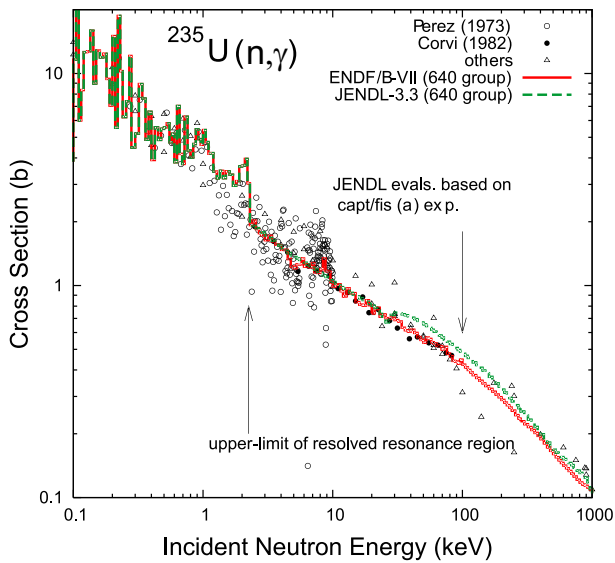 235U(n,γ)
Perez (1973)
Corvi (1982)
others
ENDF/B-VII (640 group)
JENDL-3.3 (640 group)
JENDL evals. based on
capt/fis (a) exp.
upper-limit of resolved resonance region
Cross Section (b)
10
1
0.1
0.1
1
10
100
1000
Incident Neutron Energy (keV)